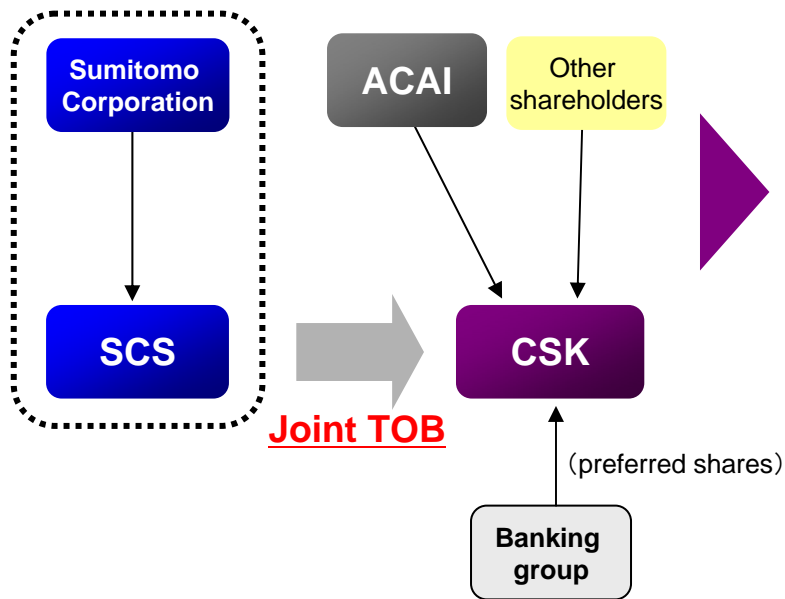 Sumitomo
Corporation
ACAI
Other
shareholders
SCS
CSK
Joint TOB
（preferred shares）
Banking
group